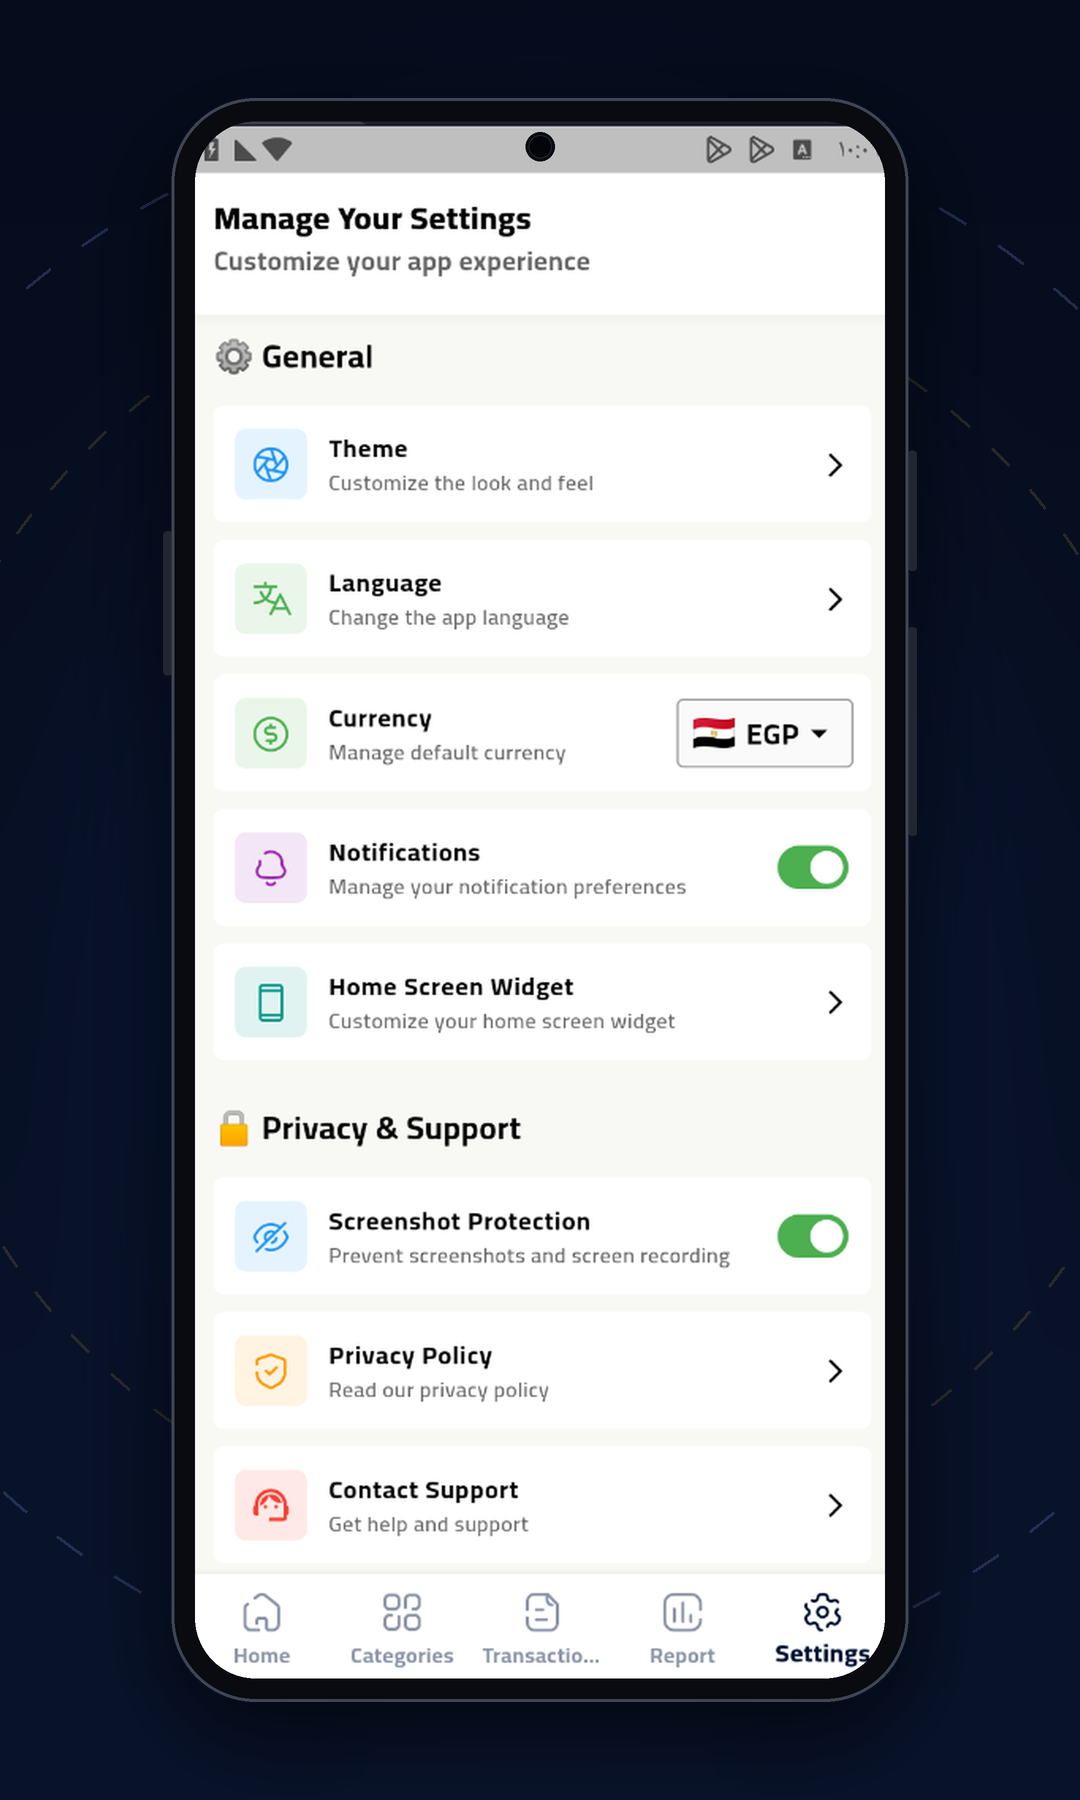 Manage Your Settings
Customize your app experience
General
Theme
Customize the look and feel
Language
Change the app language
Currency
Manage default currency
EGP
Notifications
Manage your notification preferences
Home Screen Widget
Customize your home screen widget
Privacy & Support
Screenshot Protection
Prevent screenshots and screen recording
Privacy Policy
Read our privacy policy
Contact Support
Get help and support
Home
Categories
Transactio...
Report
Settings